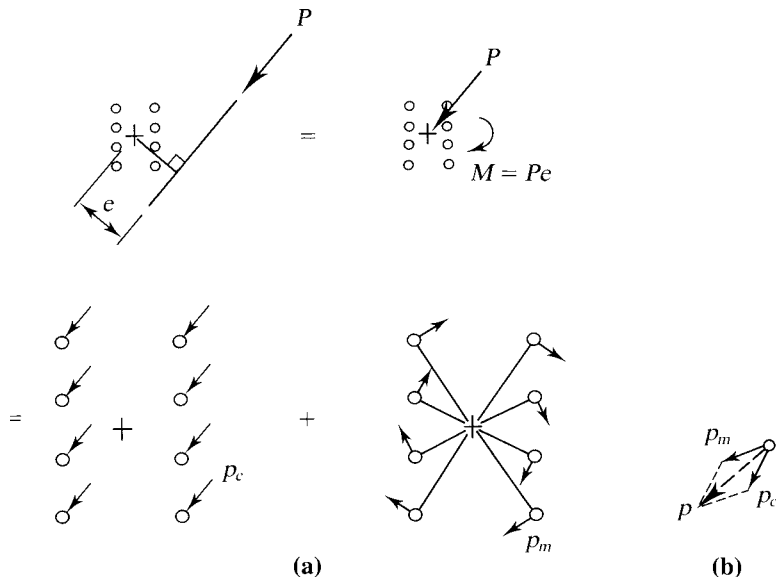 P
P
=
M = Pe
e
=
+
+
p_c
p_m
p_m
p
p_c
(a)
(b)